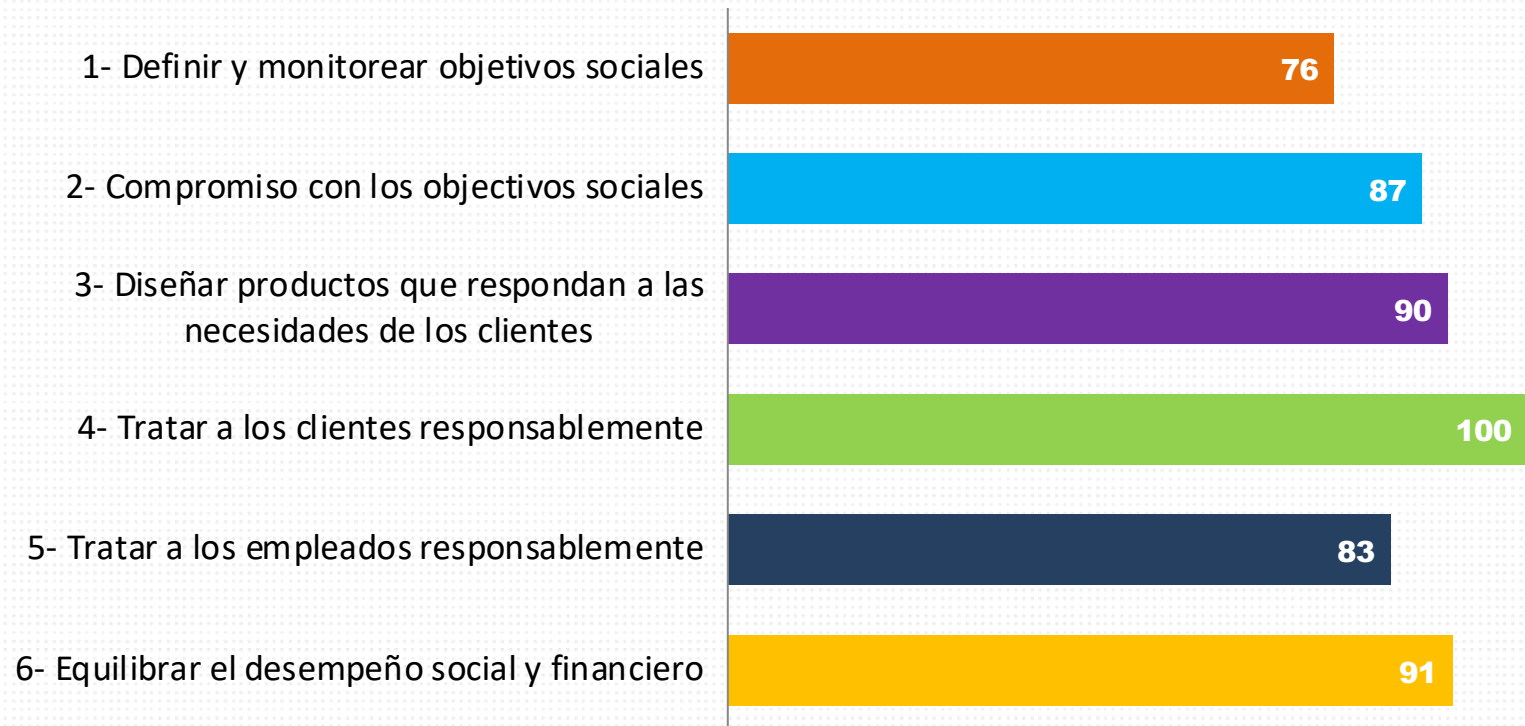 1- Definir y monitorear objetivos sociales
76
2- Compromiso con los objectivos sociales
87
3- Diseñar productos que respondan a las
necesidades de los clientes
90
4- Tratar a los clientes responsablemente
100
5- Tratar a los empleados responsablemente
83
6- Equilibrar el desempeño social y financiero
91